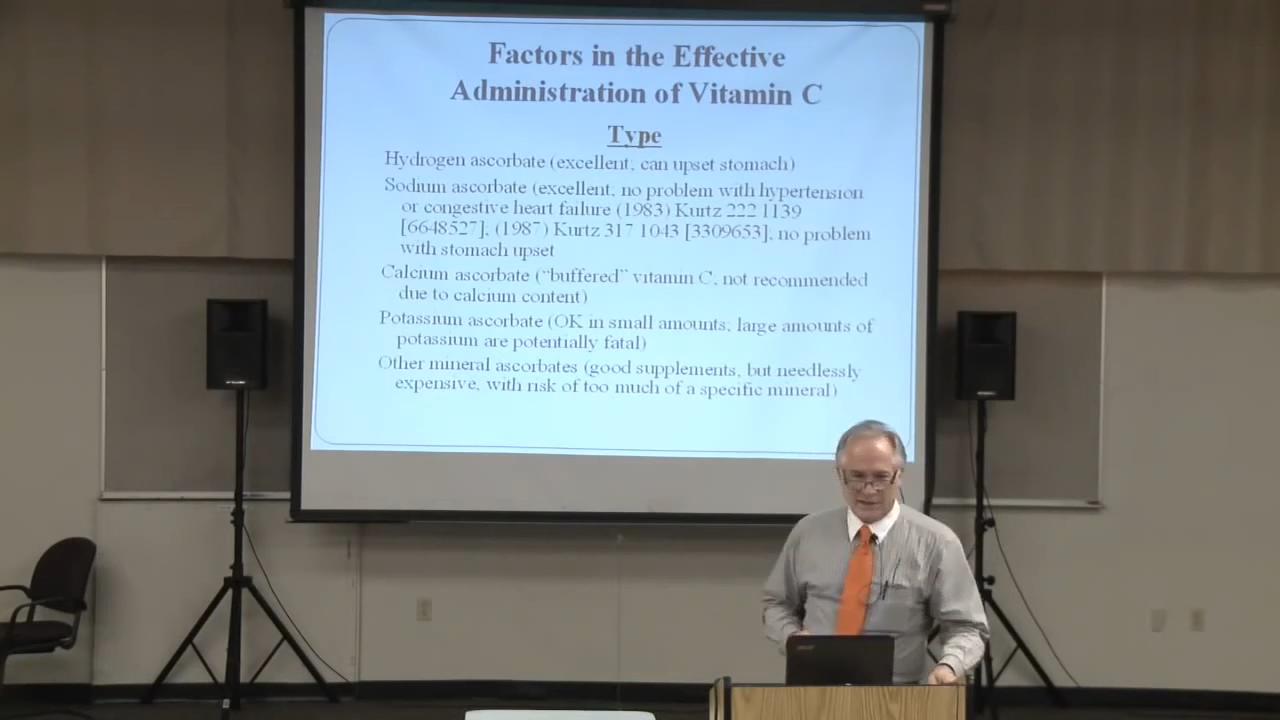 Factors in the Effective
Administration of Vitamin C
Type
Hydrogen ascorbate (excellent; can upset stomach)
Sodium ascorbate (excellent; no problem with hypertension
or congestive heart failure (1983) Kurtz 222 1139
[6648527]; (1987) Kurtz 317 1043 [3309653]; no problem
with stomach upset
Calcium ascorbate ("buffered" vitamin C; not recommended
due to calcium content)
Potassium ascorbate (OK in small amounts; large amounts of
potassium are potentially fatal)
Other mineral ascorbates (good supplements, but needlessly
expensive, with risk of too much of a specific mineral)
acer